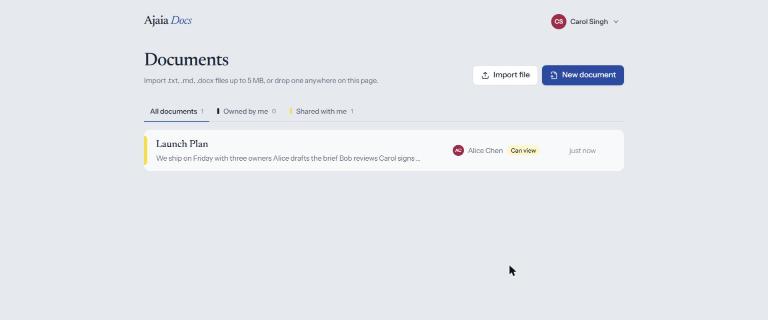 Ajaia Docs
CS Carol Singh
Documents
Import .txt, .md, .docx files up to 5 MB, or drop one anywhere on this page.
Import file
New document
All documents 1 Owned by me 0 Shared with me 1
Launch Plan
We ship on Friday with three owners Alice drafts the brief Bob reviews Carol signs ...
AC Alice Chen Can view just now